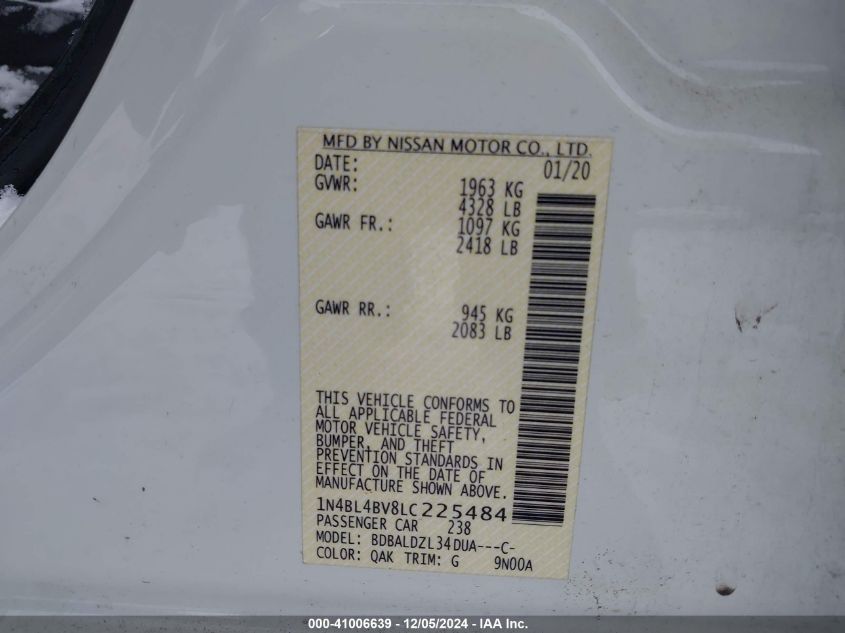 MFD BY NISSAN MOTOR CO., LTD.
DATE: 01/20
GVWR: 1963 KG
4328 LB
GAWR FR.: 1097 KG
2418 LB
GAWR RR.: 945 KG
2083 LB
THIS VEHICLE CONFORMS TO
ALL APPLICABLE FEDERAL
MOTOR VEHICLE SAFETY,
BUMPER, AND THEFT
PREVENTION STANDARDS IN
EFFECT ON THE DATE OF
MANUFACTURE SHOWN ABOVE.
1N4BL4BV8LC225484
PASSENGER CAR 238
MODEL: BDBALDZL34DUA---C-
COLOR: QAK TRIM: G 9N00A
000-41006639 - 12/05/2024 - IAA Inc.